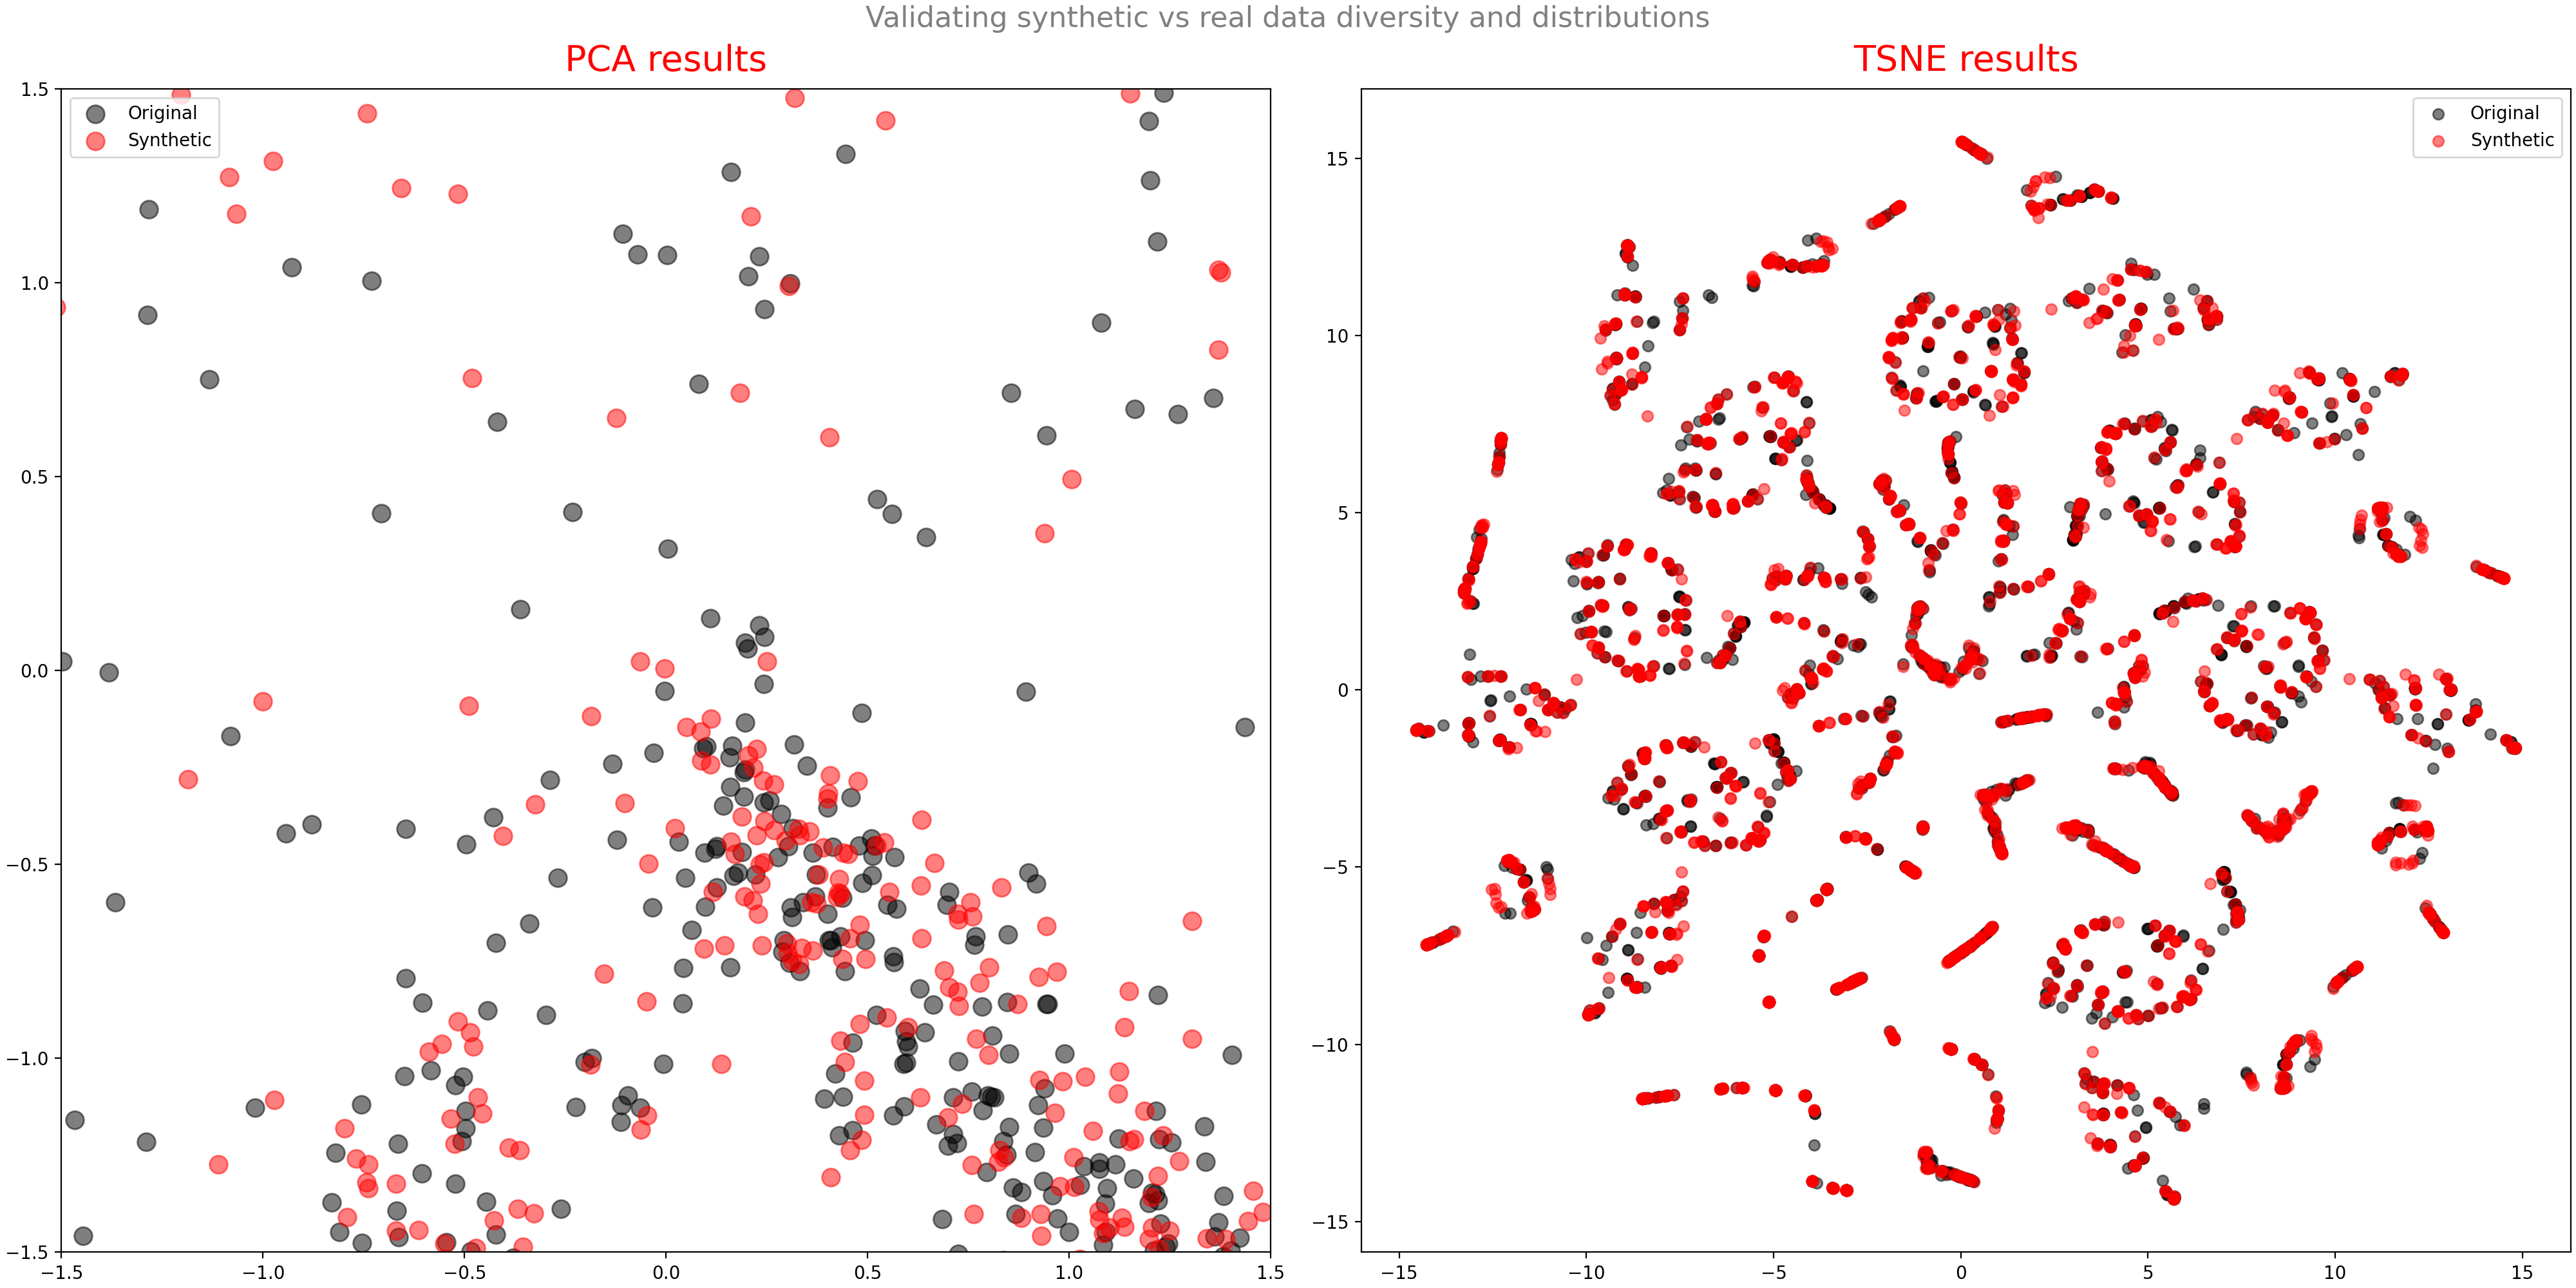 Validating synthetic vs real data diversity and distributions
PCA results
TSNE results
Original
Synthetic
Original
Synthetic
1.5
1.0
0.5
0.0
−0.5
−1.0
−1.5
−1.5 −1.0 −0.5 0.0 0.5 1.0 1.5
15
10
5
0
−5
−10
−15
−15 −10 −5 0 5 10 15